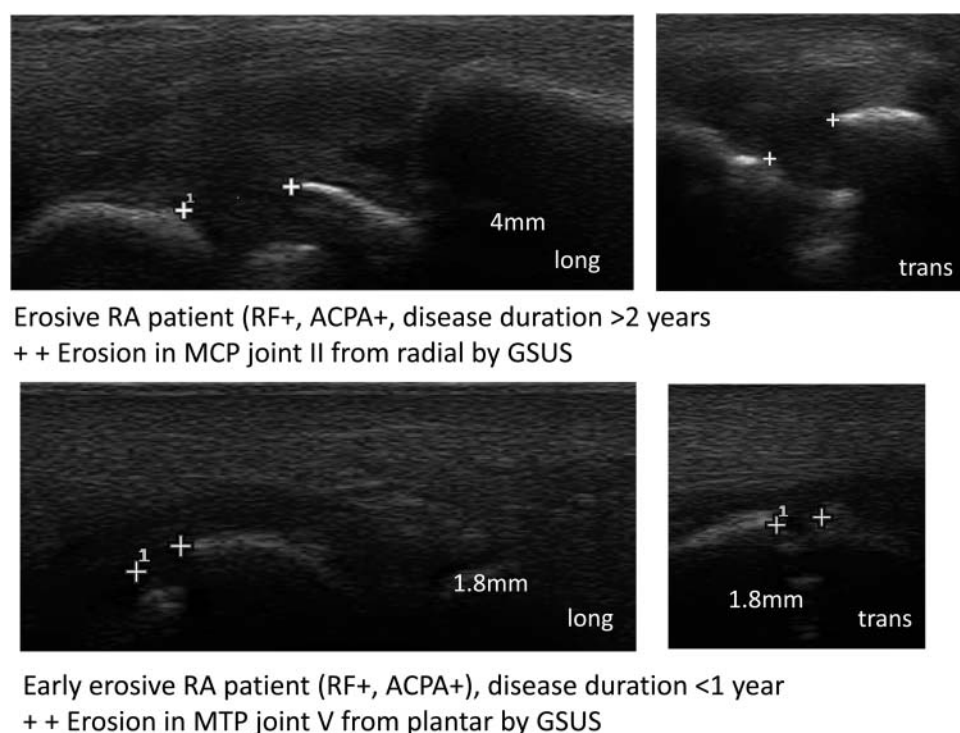 1
4mm
long
trans
Erosive RA patient (RF+, ACPA+, disease duration >2 years
+ + Erosion in MCP joint II from radial by GSUS
1
1.8mm
long
1
1.8mm
trans
Early erosive RA patient (RF+, ACPA+), disease duration <1 year
+ + Erosion in MTP joint V from plantar by GSUS